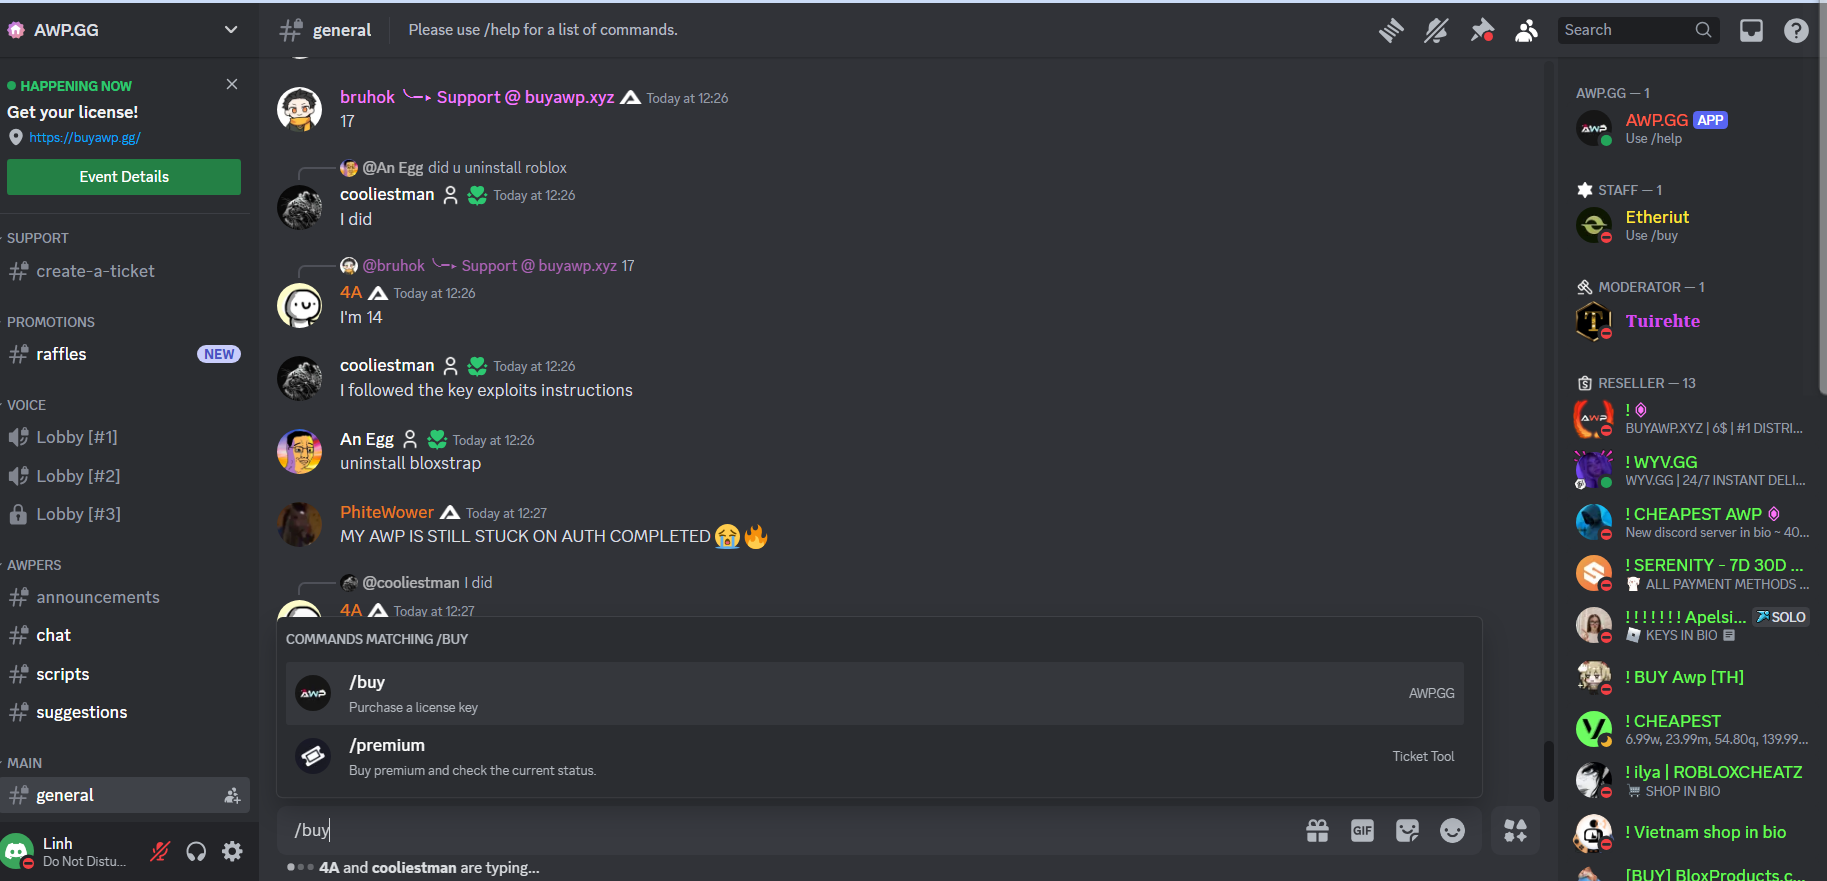 AWP.GG
general
Please use /help for a list of commands.
Search
HAPPENING NOW
Get your license!
https://buyawp.gg/
Event Details
SUPPORT
create-a-ticket
PROMOTIONS
raffles
NEW
VOICE
Lobby [#1]
Lobby [#2]
Lobby [#3]
AWPERS
announcements
chat
scripts
suggestions
MAIN
general
Linh
Do Not Distu...
bruhok ╰─▸ Support @ buyawp.xyz Today at 12:26
17
@An Egg did u uninstall roblox
cooliestman Today at 12:26
I did
@bruhok ╰─▸ Support @ buyawp.xyz 17
4A Today at 12:26
I'm 14
cooliestman Today at 12:26
I followed the key exploits instructions
An Egg Today at 12:26
uninstall bloxstrap
PhiteWower Today at 12:27
MY AWP IS STILL STUCK ON AUTH COMPLETED 😭🔥
@cooliestman I did
4A Today at 12:27
COMMANDS MATCHING /BUY
/buy
Purchase a license key
AWP.GG
/premium
Buy premium and check the current status.
Ticket Tool
/buy
GIF
4A and cooliestman are typing...
AWP.GG — 1
AWP.GG APP
Use /help
STAFF — 1
Etheriut
Use /buy
MODERATOR — 1
Tuirehte
RESELLER — 13
!
BUYAWP.XYZ | 6$ | #1 DISTRI...
! WYV.GG
WYV.GG | 24/7 INSTANT DELI...
! CHEAPEST AWP
New discord server in bio ~ 40...
! SERENITY - 7D 30D ...
ALL PAYMENT METHODS ...
! ! ! ! ! ! ! Apelsi... SOLO
KEYS IN BIO
! BUY Awp [TH]
! CHEAPEST
6.99w, 23.99m, 54.80q, 139.99...
! ilya | ROBLOXCHEATZ
SHOP IN BIO
! Vietnam shop in bio
[BUY] BloxProducts.c...